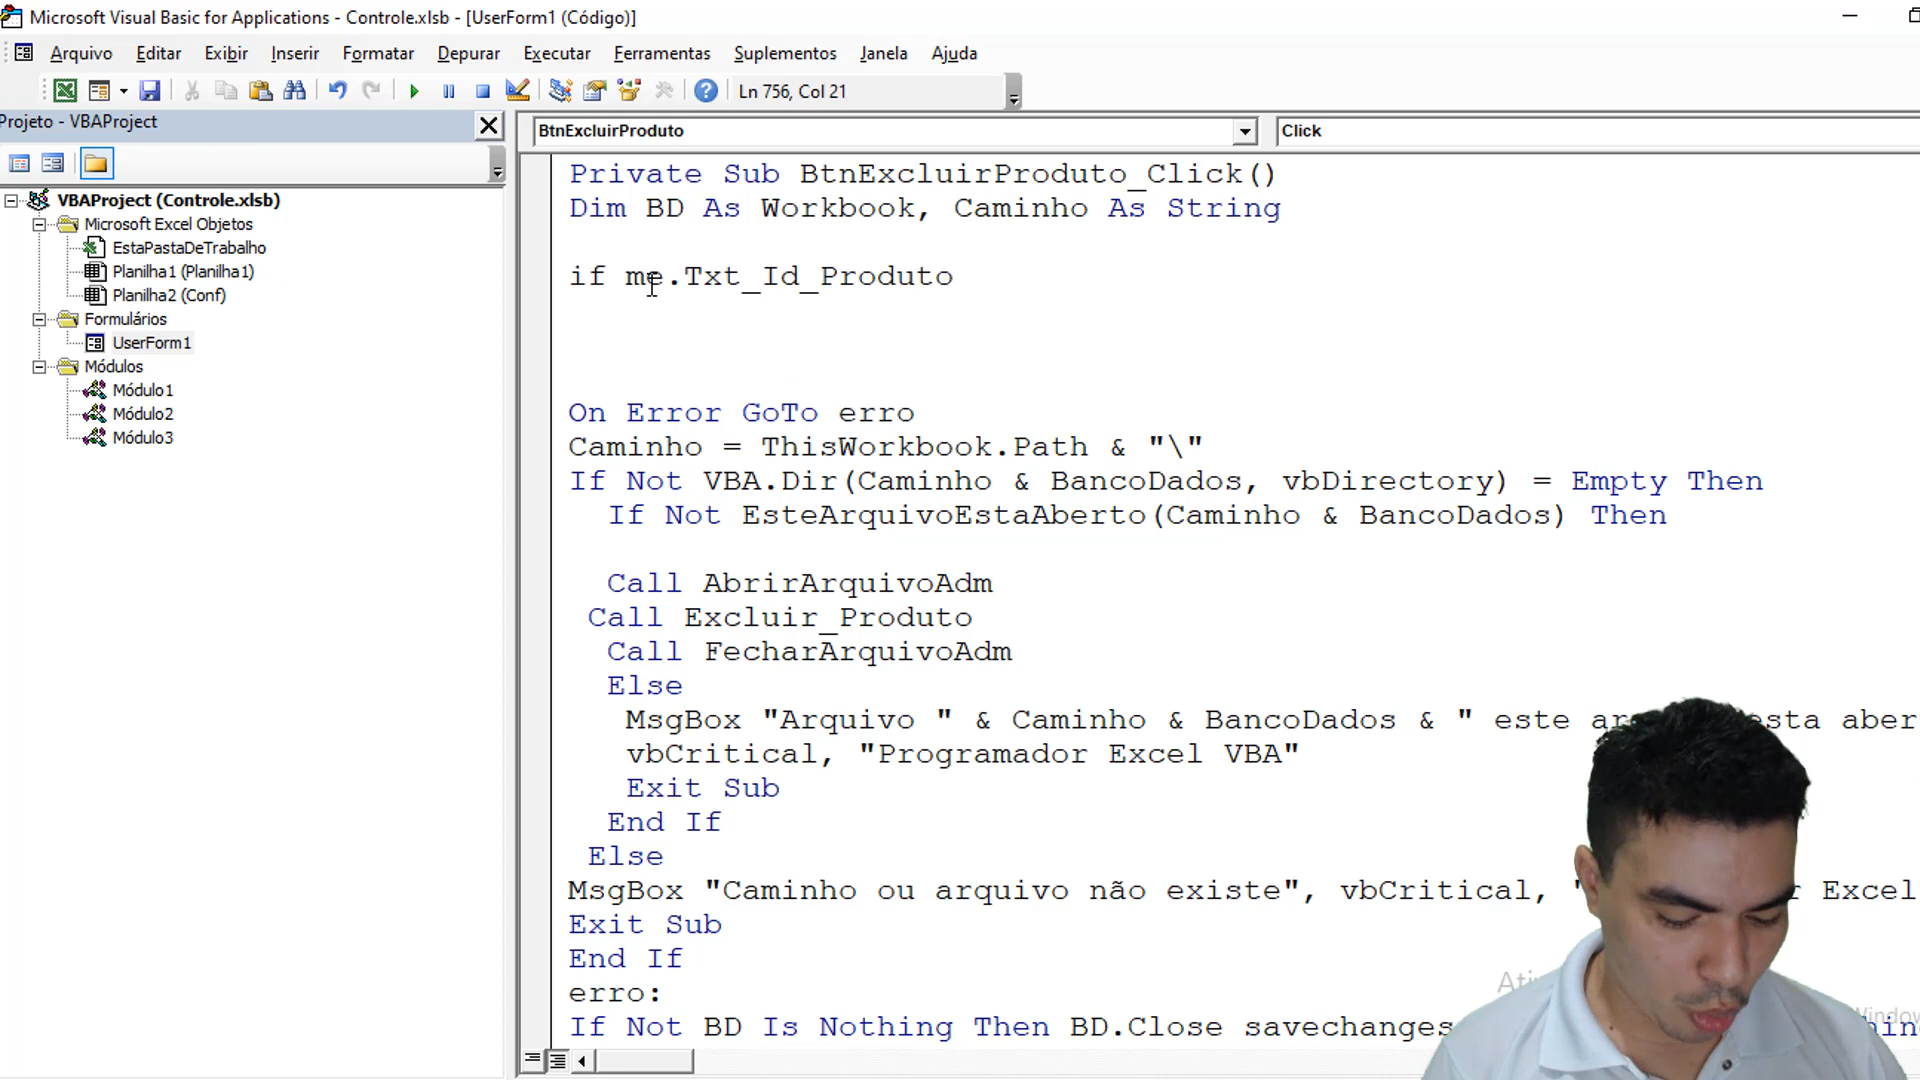 Microsoft Visual Basic for Applications - Controle.xlsb - [UserForm1 (Código)]
Arquivo Editar Exibir Inserir Formatar Depurar Executar Ferramentas Suplementos Janela Ajuda
Ln 756, Col 21
Projeto - VBAProject
BtnExcluirProduto
Click
VBAProject (Controle.xlsb)
Microsoft Excel Objetos
EstaPastaDeTrabalho
Planilha1 (Planilha1)
Planilha2 (Conf)
Formulários
UserForm1
Módulos
Módulo1
Módulo2
Módulo3
Private Sub BtnExcluirProduto_Click()
Dim BD As Workbook, Caminho As String
if me.Txt_Id_Produto
On Error GoTo erro
Caminho = ThisWorkbook.Path & "\"
If Not VBA.Dir(Caminho & BancoDados, vbDirectory) = Empty Then
If Not EsteArquivoEstaAberto(Caminho & BancoDados) Then
Call AbrirArquivoAdm
Call Excluir_Produto
Call FecharArquivoAdm
Else
MsgBox "Arquivo " & Caminho & BancoDados & " este esta
vbCritical, "Programador Excel VBA"
Exit Sub
End If
Else
MsgBox "Caminho ou arquivo não existe", vbCritical, " Excel
Exit Sub
End If
erro:
If Not BD Is Nothing Then BD.Close savechanges